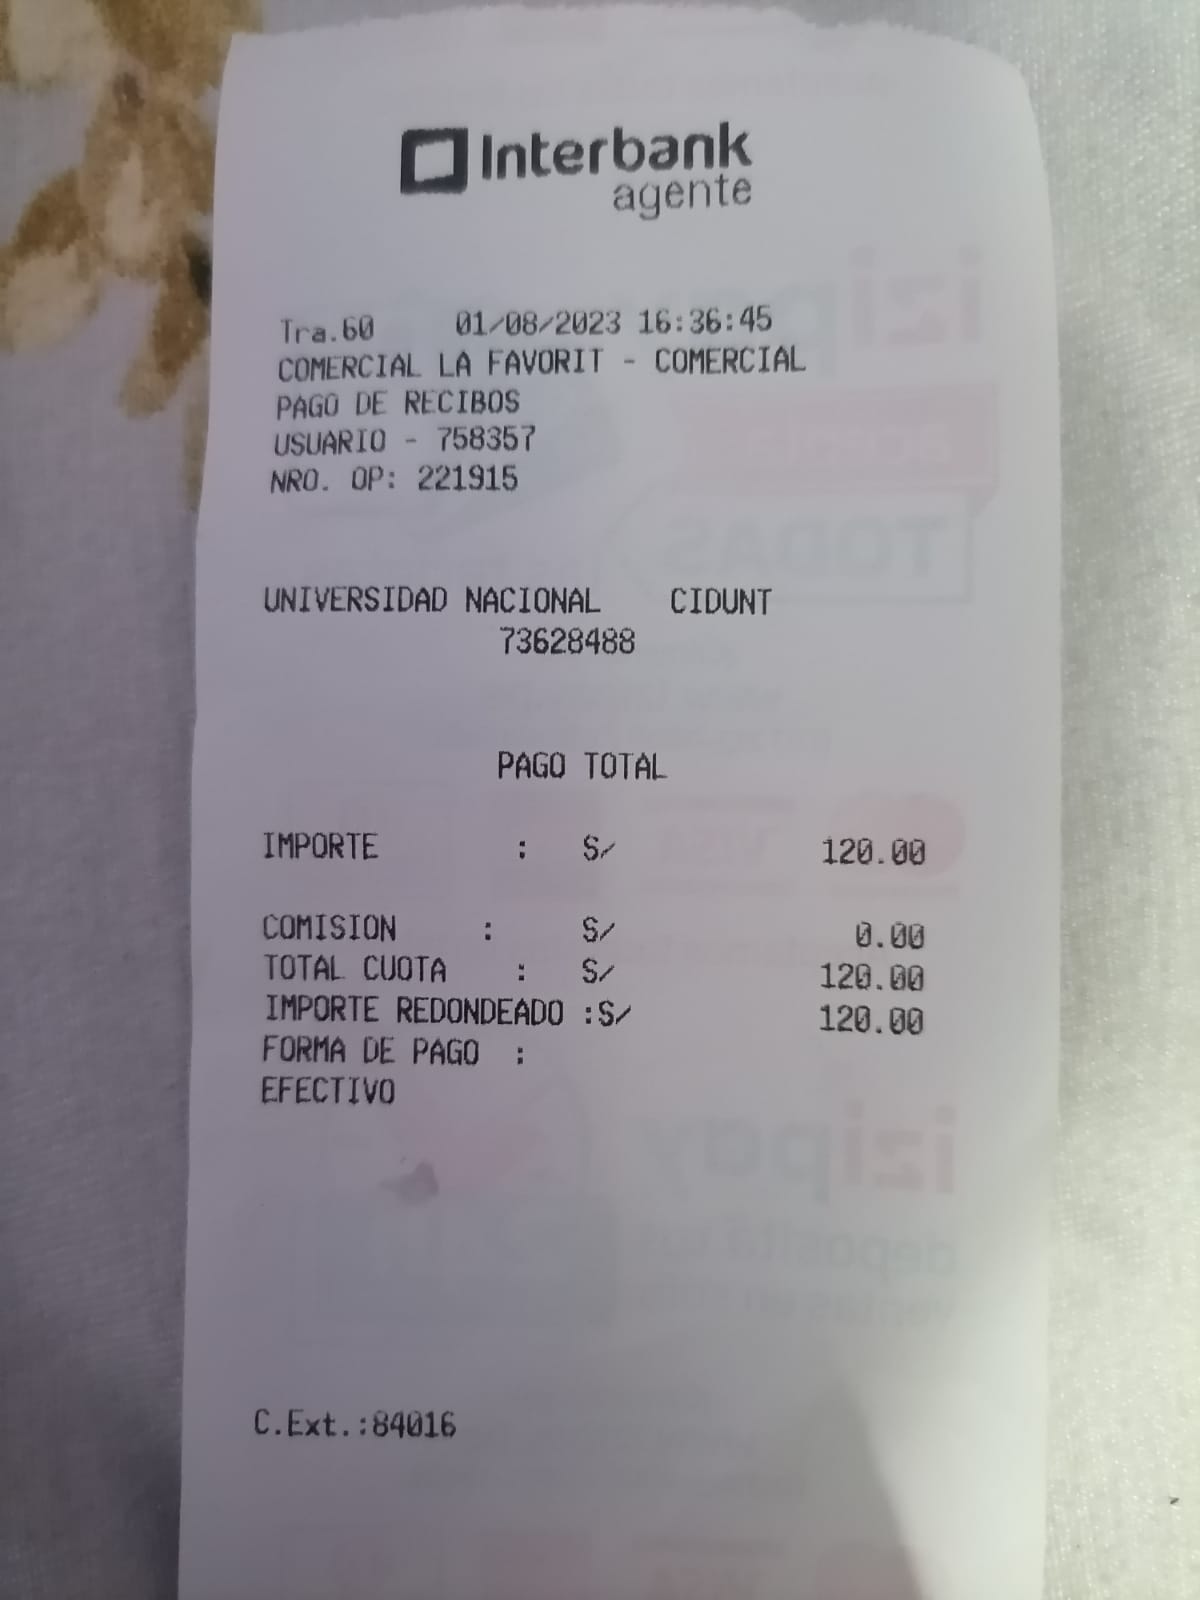 Interbank
agente
Tra.60 01/08/2023 16:36:45
COMERCIAL LA FAVORIT - COMERCIAL
PAGO DE RECIBOS
USUARIO - 758357
NRO. OP: 221915
UNIVERSIDAD NACIONAL CIDUNT
73628488
PAGO TOTAL
IMPORTE : S/ 120.00
COMISION : S/ 0.00
TOTAL CUOTA : S/ 120.00
IMPORTE REDONDEADO :S/ 120.00
FORMA DE PAGO :
EFECTIVO
C.Ext.:84016